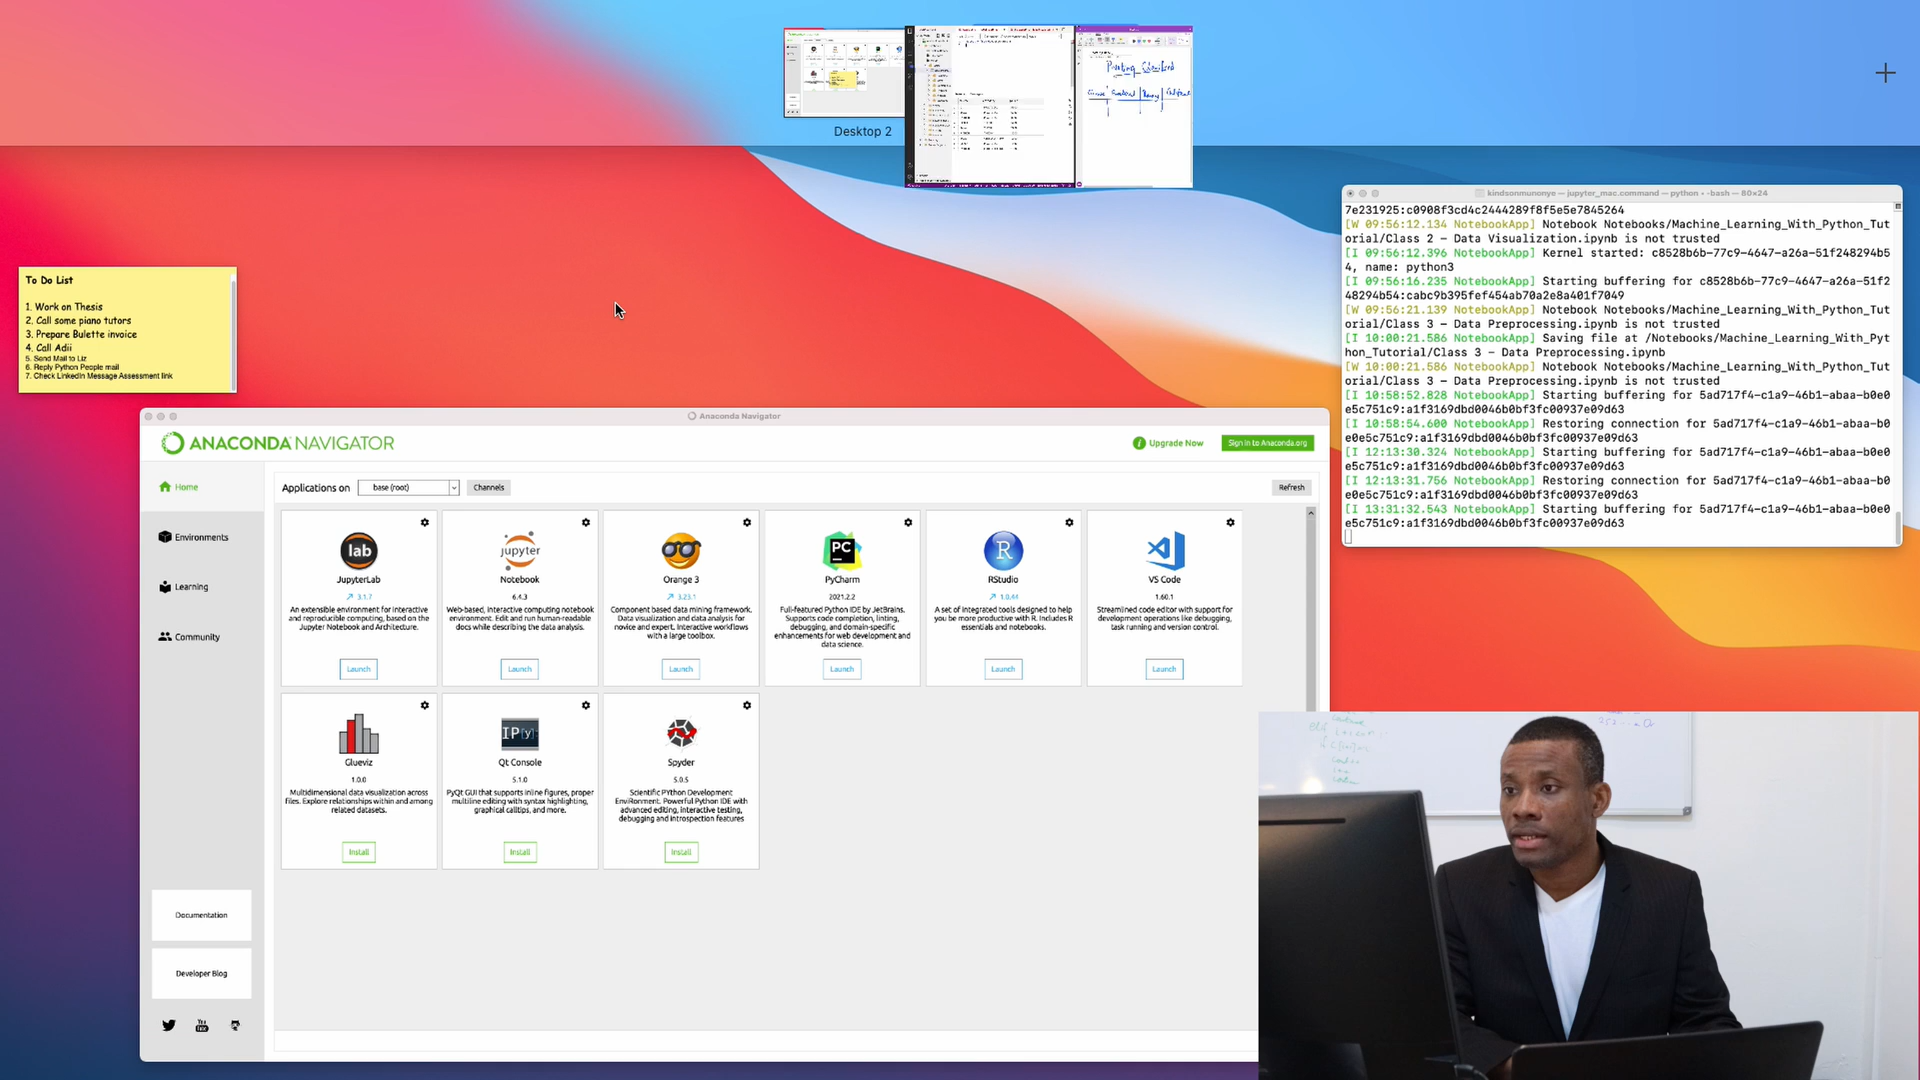 Desktop 2
To Do List
1. Work on Thesis
2. Call some piano tutors
3. Prepare Bulette invoice
4. Call Adii
5. Send Mail to Liz
6. Reply Python People mail
7. Check LinkedIn Message Assessment link
kindsonmunonye — jupyter_mac.command — python • -bash — 80×24
7e231925:c0908f3cd4c2444289f8f5e5e7845264
[W 09:56:12.134 NotebookApp] Notebook Notebooks/Machine_Learning_With_Python_Tut
orial/Class 2 – Data Visualization.ipynb is not trusted
[I 09:56:12.396 NotebookApp] Kernel started: c8528b6b-77c9-4647-a26a-51f248294b5
4, name: python3
[I 09:56:16.235 NotebookApp] Starting buffering for c8528b6b-77c9-4647-a26a-51f2
48294b54:cabc9b395fef454ab70a2e8a401f7049
[W 09:56:21.139 NotebookApp] Notebook Notebooks/Machine_Learning_With_Python_Tut
orial/Class 3 – Data Preprocessing.ipynb is not trusted
[I 10:00:21.586 NotebookApp] Saving file at /Notebooks/Machine_Learning_With_Pyt
hon_Tutorial/Class 3 – Data Preprocessing.ipynb
[W 10:00:21.586 NotebookApp] Notebook Notebooks/Machine_Learning_With_Python_Tut
orial/Class 3 – Data Preprocessing.ipynb is not trusted
[I 10:58:52.828 NotebookApp] Starting buffering for 5ad717f4-c1a9-46b1-abaa-b0e0
e5c751c9:a1f3169dbd0046b0bf3fc00937e09d63
[I 10:58:54.600 NotebookApp] Restoring connection for 5ad717f4-c1a9-46b1-abaa-b0
e0e5c751c9:a1f3169dbd0046b0bf3fc00937e09d63
[I 12:13:30.324 NotebookApp] Starting buffering for 5ad717f4-c1a9-46b1-abaa-b0e0
e5c751c9:a1f3169dbd0046b0bf3fc00937e09d63
[I 12:13:31.756 NotebookApp] Restoring connection for 5ad717f4-c1a9-46b1-abaa-b0
e0e5c751c9:a1f3169dbd0046b0bf3fc00937e09d63
[I 13:31:32.543 NotebookApp] Starting buffering for 5ad717f4-c1a9-46b1-abaa-b0e0
e5c751c9:a1f3169dbd0046b0bf3fc00937e09d63
Anaconda Navigator
ANACONDA NAVIGATOR
Upgrade Now
Sign in to Anaconda.org
Home
Environments
Learning
Community
Documentation
Developer Blog
You Tube
Applications on
base (root)
Channels
Refresh
lab
JupyterLab
3.1.7
An extensible environment for interactive
and reproducible computing, based on the
Jupyter Notebook and Architecture.
Launch
jupyter
Notebook
6.4.3
Web-based, interactive computing notebook
environment. Edit and run human-readable
docs while describing the data analysis.
Launch
Orange 3
3.23.1
Component based data mining framework.
Data visualization and data analysis for
novice and expert. Interactive workflows
with a large toolbox.
Launch
PC
PyCharm
2021.2.2
Full-featured Python IDE by JetBrains.
Supports code completion, linting,
debugging, and domain-specific
enhancements for web development and
data science.
Launch
R
RStudio
1.0.44
A set of integrated tools designed to help
you be more productive with R. Includes R
essentials and notebooks.
Launch
VS Code
1.60.1
Streamlined code editor with support for
development operations like debugging,
task running and version control.
Launch
Glueviz
1.0.0
Multidimensional data visualization across
files. Explore relationships within and among
related datasets.
Install
IP[y]
Qt Console
5.1.0
PyQt GUI that supports inline figures, proper
multiline editing with syntax highlighting,
graphical calltips, and more.
Install
Spyder
5.0.5
Scientific PYthon Development
EnviRonment. Powerful Python IDE with
advanced editing, interactive testing,
debugging and introspection features
Install